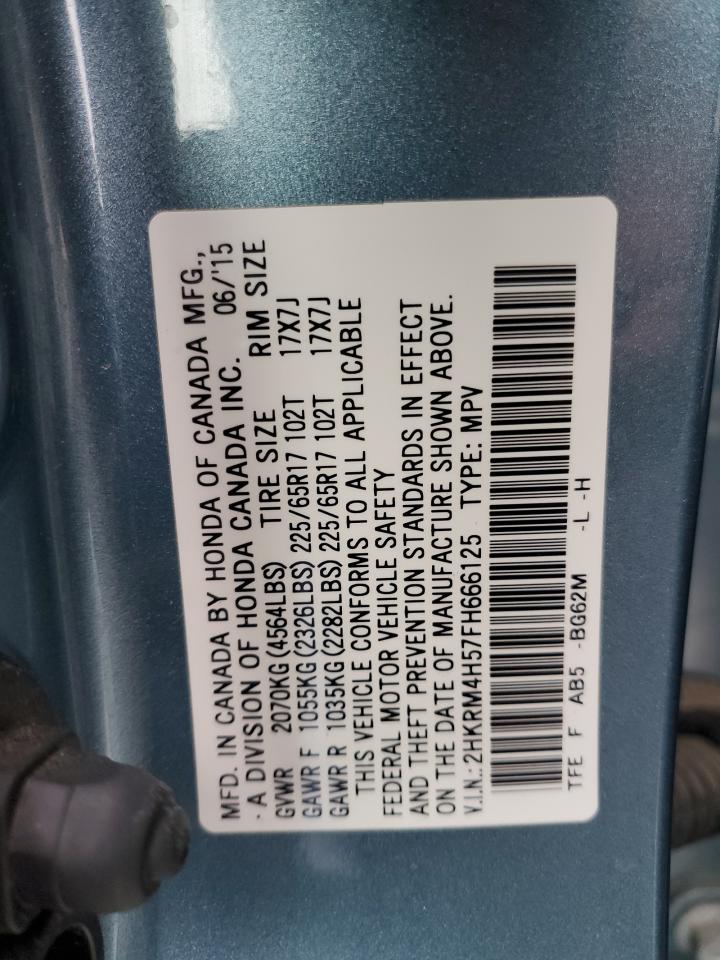 MFD. IN CANADA BY HONDA OF CANADA MFG.,
· A DIVISION OF HONDA CANADA INC. 06/'15
GVWR 2070KG(4564LBS) TIRE SIZE RIM SIZE
GAWR F 1055KG(2326LBS) 225/65R17 102T 17X7J
GAWR R 1035KG(2282LBS) 225/65R17 102T 17X7J
THIS VEHICLE CONFORMS TO ALL APPLICABLE
FEDERAL MOTOR VEHICLE SAFETY
AND THEFT PREVENTION STANDARDS IN EFFECT
ON THE DATE OF MANUFACTURE SHOWN ABOVE.
V.I.N.:2HKRM4H57FH666125 TYPE: MPV
TFE F AB5 -BG62M -L -H